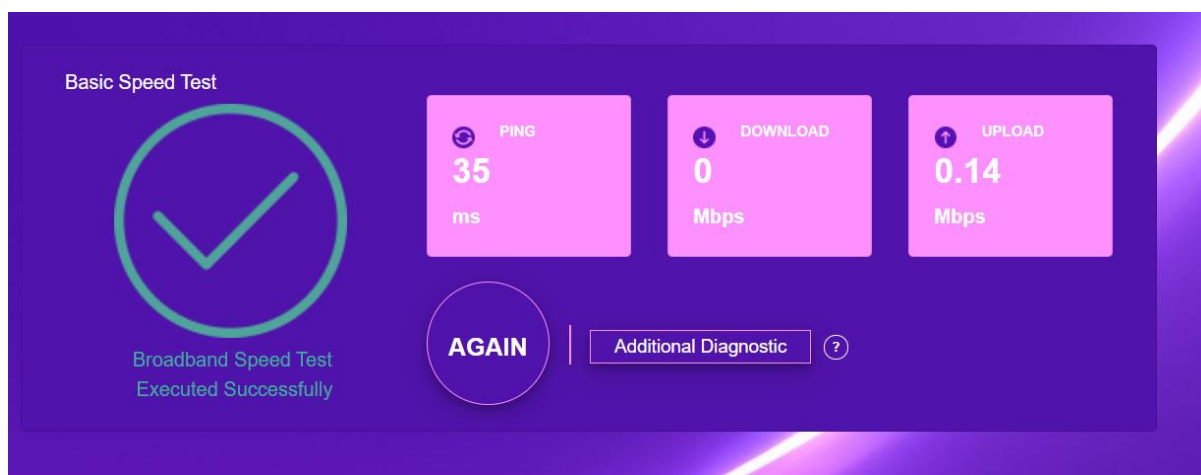 Basic Speed Test
PING
35
ms
DOWNLOAD
0
Mbps
UPLOAD
0.14
Mbps
AGAIN
Additional Diagnostic
?
Broadband Speed Test
Executed Successfully